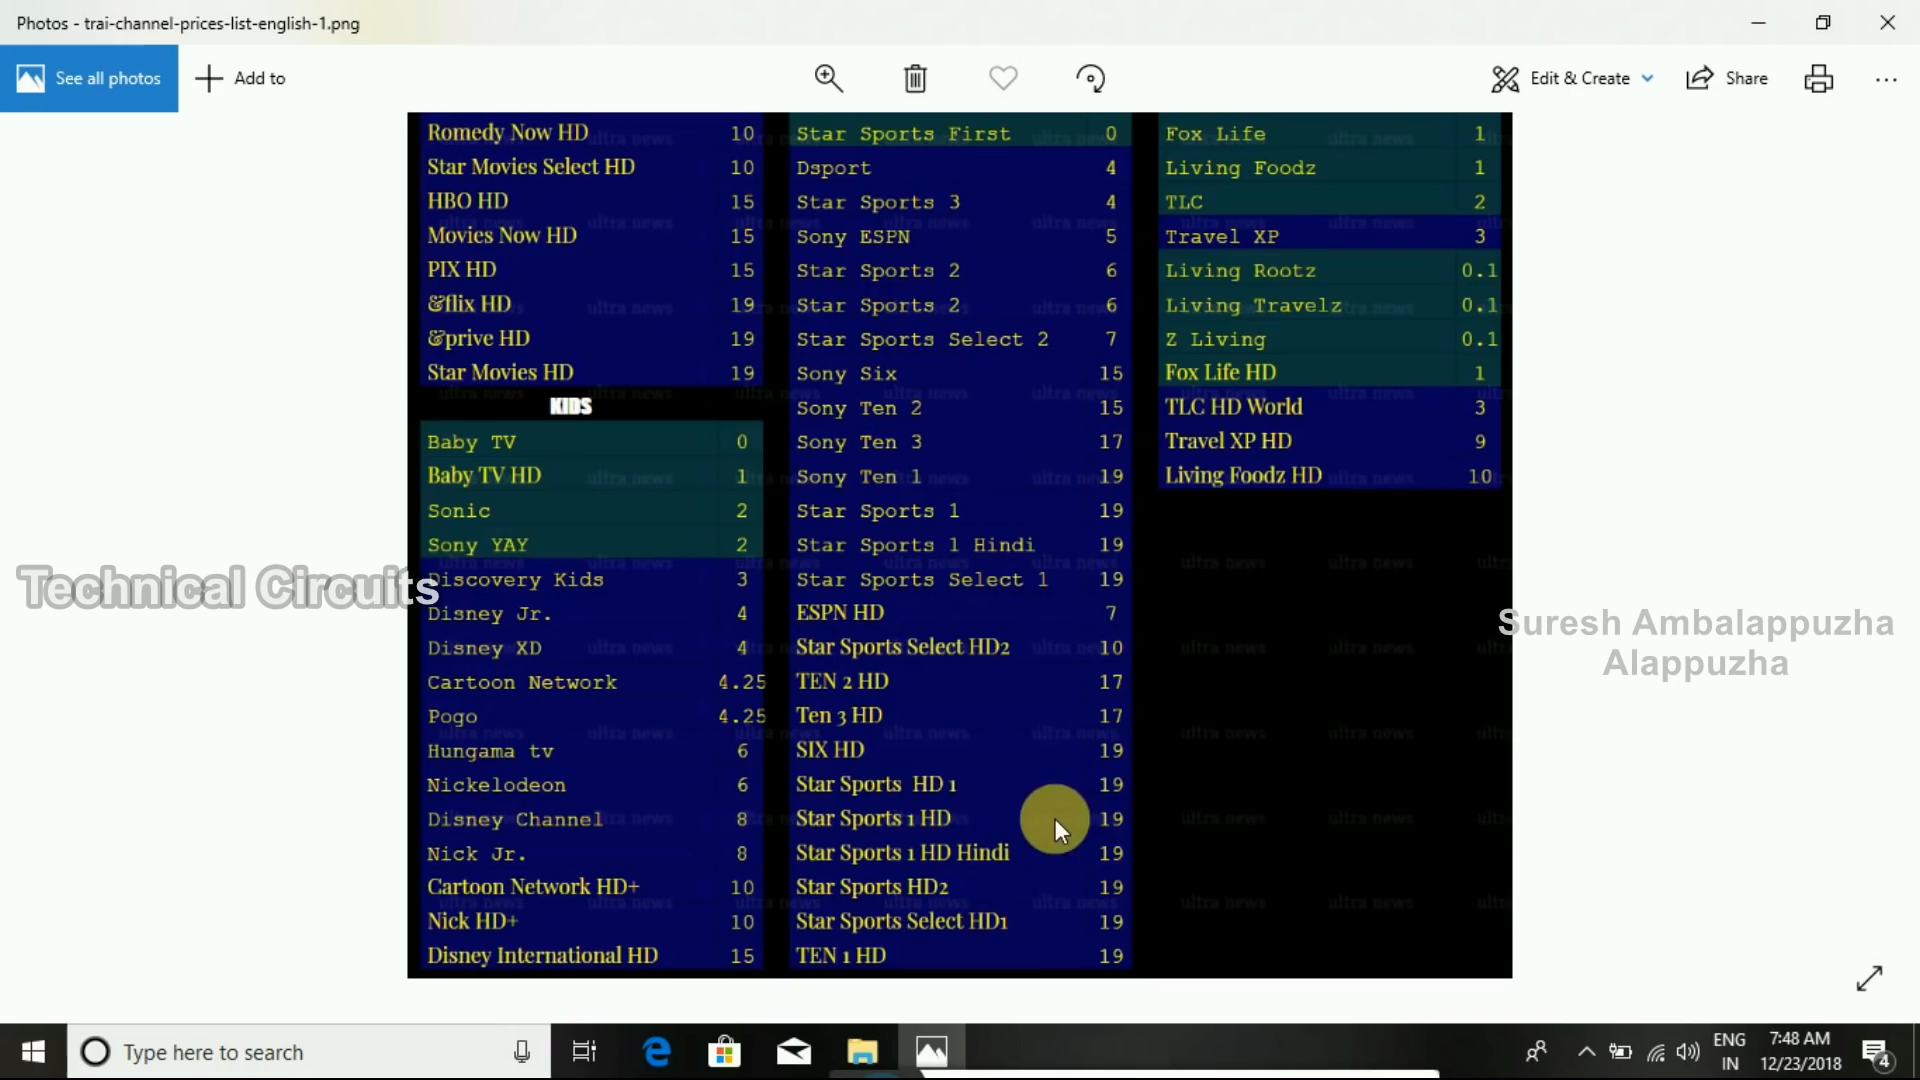 Photos - trai-channel-prices-list-english-1.png
See all photos
Add to
Edit & Create
Share
Romedy Now HD 10
Star Movies Select HD 10
HBO HD 15
Movies Now HD 15
PIX HD 15
&flix HD 19
&prive HD 19
Star Movies HD 19
KIDS
Baby TV 0
Baby TV HD 1
Sonic 2
Sony YAY 2
Discovery Kids 3
Disney Jr. 4
Disney XD 4
Cartoon Network 4.25
Pogo 4.25
Hungama tv 6
Nickelodeon 6
Disney Channel 8
Nick Jr. 8
Cartoon Network HD+ 10
Nick HD+ 10
Disney International HD 15
Star Sports First 0
Dsport 4
Star Sports 3 4
Sony ESPN 5
Star Sports 2 6
Star Sports 2 6
Star Sports Select 2 7
Sony Six 15
Sony Ten 2 15
Sony Ten 3 17
Sony Ten 1 19
Star Sports 1 19
Star Sports 1 Hindi 19
Star Sports Select 1 19
ESPN HD 7
Star Sports Select HD2 10
TEN 2 HD 17
Ten 3 HD 17
SIX HD 19
Star Sports HD 1 19
Star Sports 1 HD 19
Star Sports 1 HD Hindi 19
Star Sports HD2 19
Star Sports Select HD1 19
TEN 1 HD 19
Fox Life 1
Living Foodz 1
TLC 2
Travel XP 3
Living Rootz 0.1
Living Travelz 0.1
Z Living 0.1
Fox Life HD 1
TLC HD World 3
Travel XP HD 9
Living Foodz HD 10
Technical Circuits
Suresh Ambalappuzha
Alappuzha
Type here to search
ENG
IN
7:48 AM
12/23/2018
4